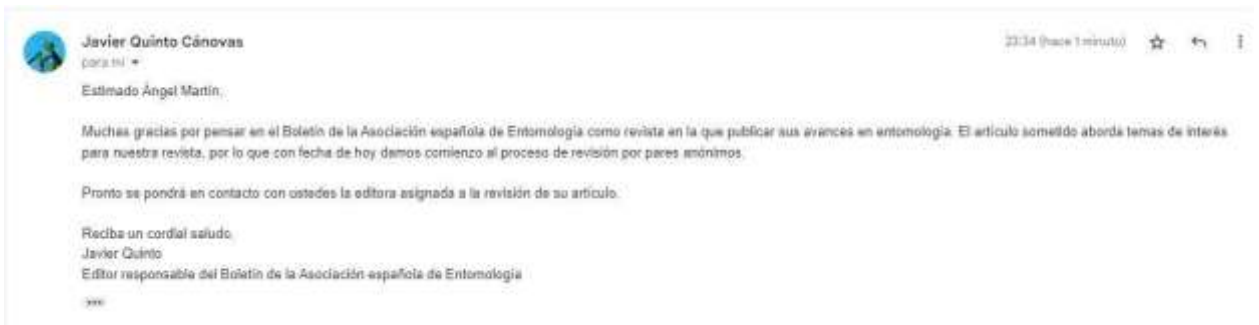 Javier Quinto Cánovas
23:34 (hace 1 minuto)
para mí
Estimado Ángel Martín,
Muchas gracias por pensar en el Boletín de la Asociación española de Entomología como revista en la que publicar sus avances en entomología. El artículo sometido aborda temas de interés
para nuestra revista, por lo que con fecha de hoy damos comienzo al proceso de revisión por pares anónimos.
Pronto se pondrá en contacto con ustedes la editora asignada a la revisión de su artículo.
Reciba un cordial saludo,
Javier Quinto
Editor responsable del Boletín de la Asociación española de Entomología